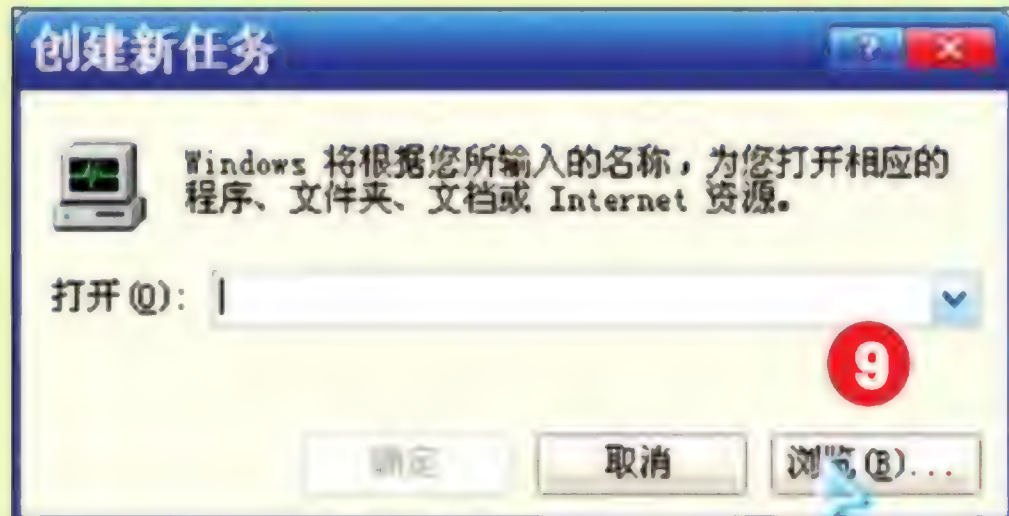 创建新任务
Windows 将根据您所输入的名称，为您打开相应的
程序、文件夹、文档或 Internet 资源。
打开(O):
9
确定 取消 浏览(B)...